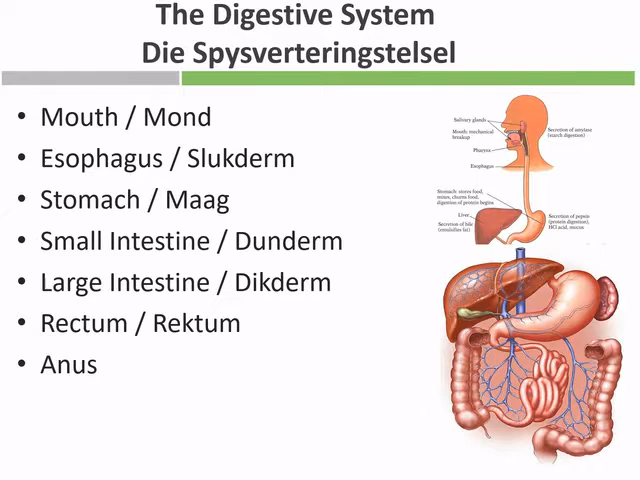 The Digestive System
Die Spysverteringstelsel
• Mouth / Mond
• Esophagus / Slukderm
• Stomach / Maag
• Small Intestine / Dunderm
• Large Intestine / Dikderm
• Rectum / Rektum
• Anus
Salivary glands
Mouth: mechanical
breakup
Pharynx
Esophagus
Secretion of amylase
(starch digestion)
Stomach: stores food,
mixes, churns food,
digestion of protein begins
Liver
Secretion of bile
(emulsifies fat)
Secretion of pepsin
(protein digestion),
HCl acid, mucus